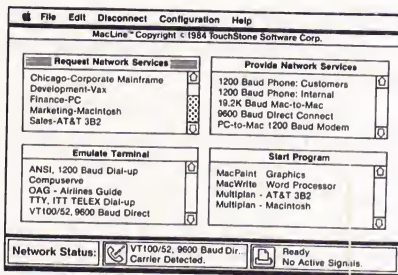 File Edit Disconnect Configuration Help
MacLine™ Copyright © 1984 TouchStone Software Corp.
Request Network Services
Chicago-Corporate Mainframe
Development-Vax
Finance-PC
Marketing-Macintosh
Sales-AT&T 3B2
Provide Network Services
1200 Baud Phone: Customers
1200 Baud Phone: Internal
19.2K Baud Mac-to-Mac
9600 Baud Direct Connect
PC-to-Mac 1200 Baud Modem
Emulate Terminal
ANSI, 1200 Baud Dial-up
Compuserve
OAG - Airlines Guide
TTY, ITT TELEX Dial-up
VT100/52, 9600 Baud Direct
Start Program
MacPaint Graphics
MacWrite Word Processor
Multiplan - AT&T 3B2
Multiplan - Macintosh
Network Status:
VT100/52, 9600 Baud Dir...
Carrier Detected.
Ready
No Active Signals.